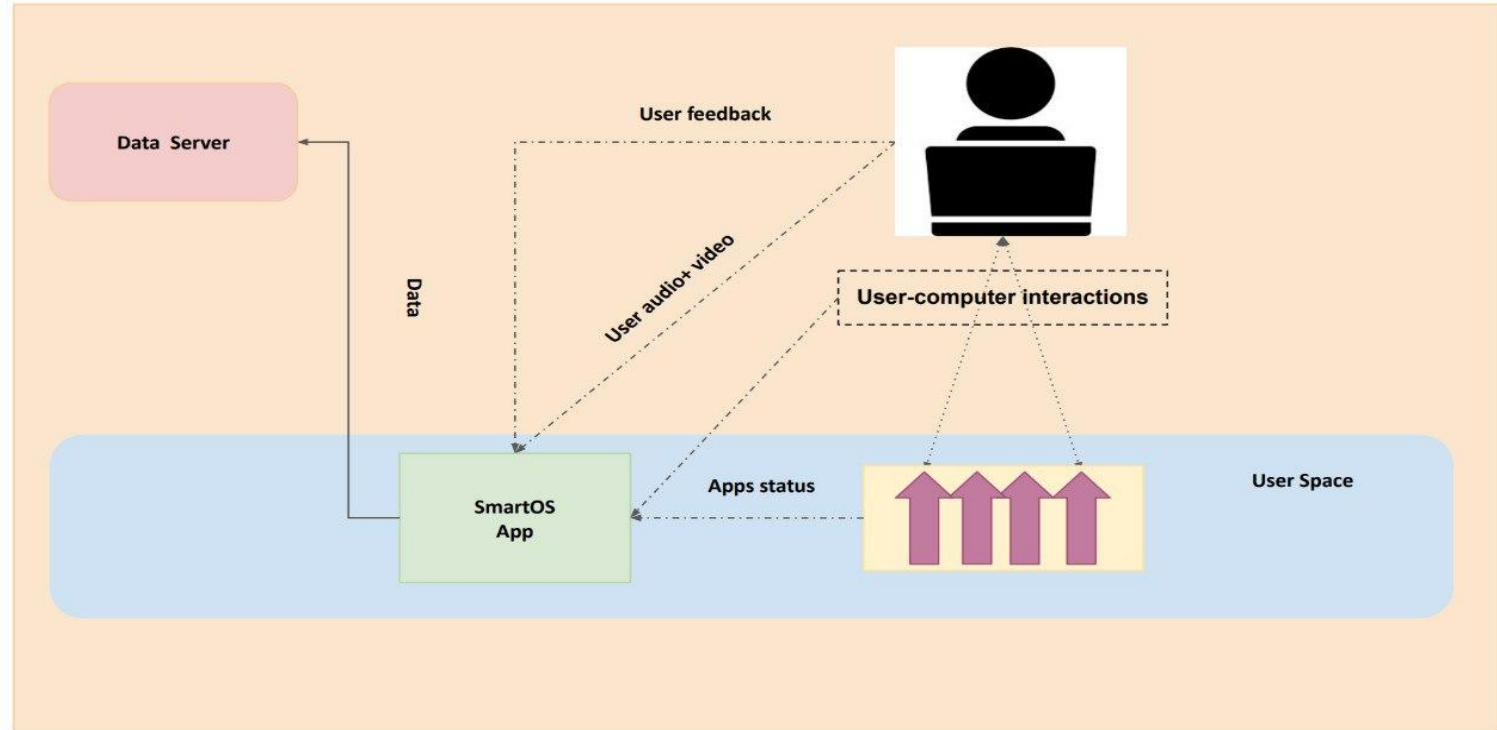 User feedback
Data Server
User audio+ video
User-computer interactions
Data
Apps status
User Space
SmartOS
App